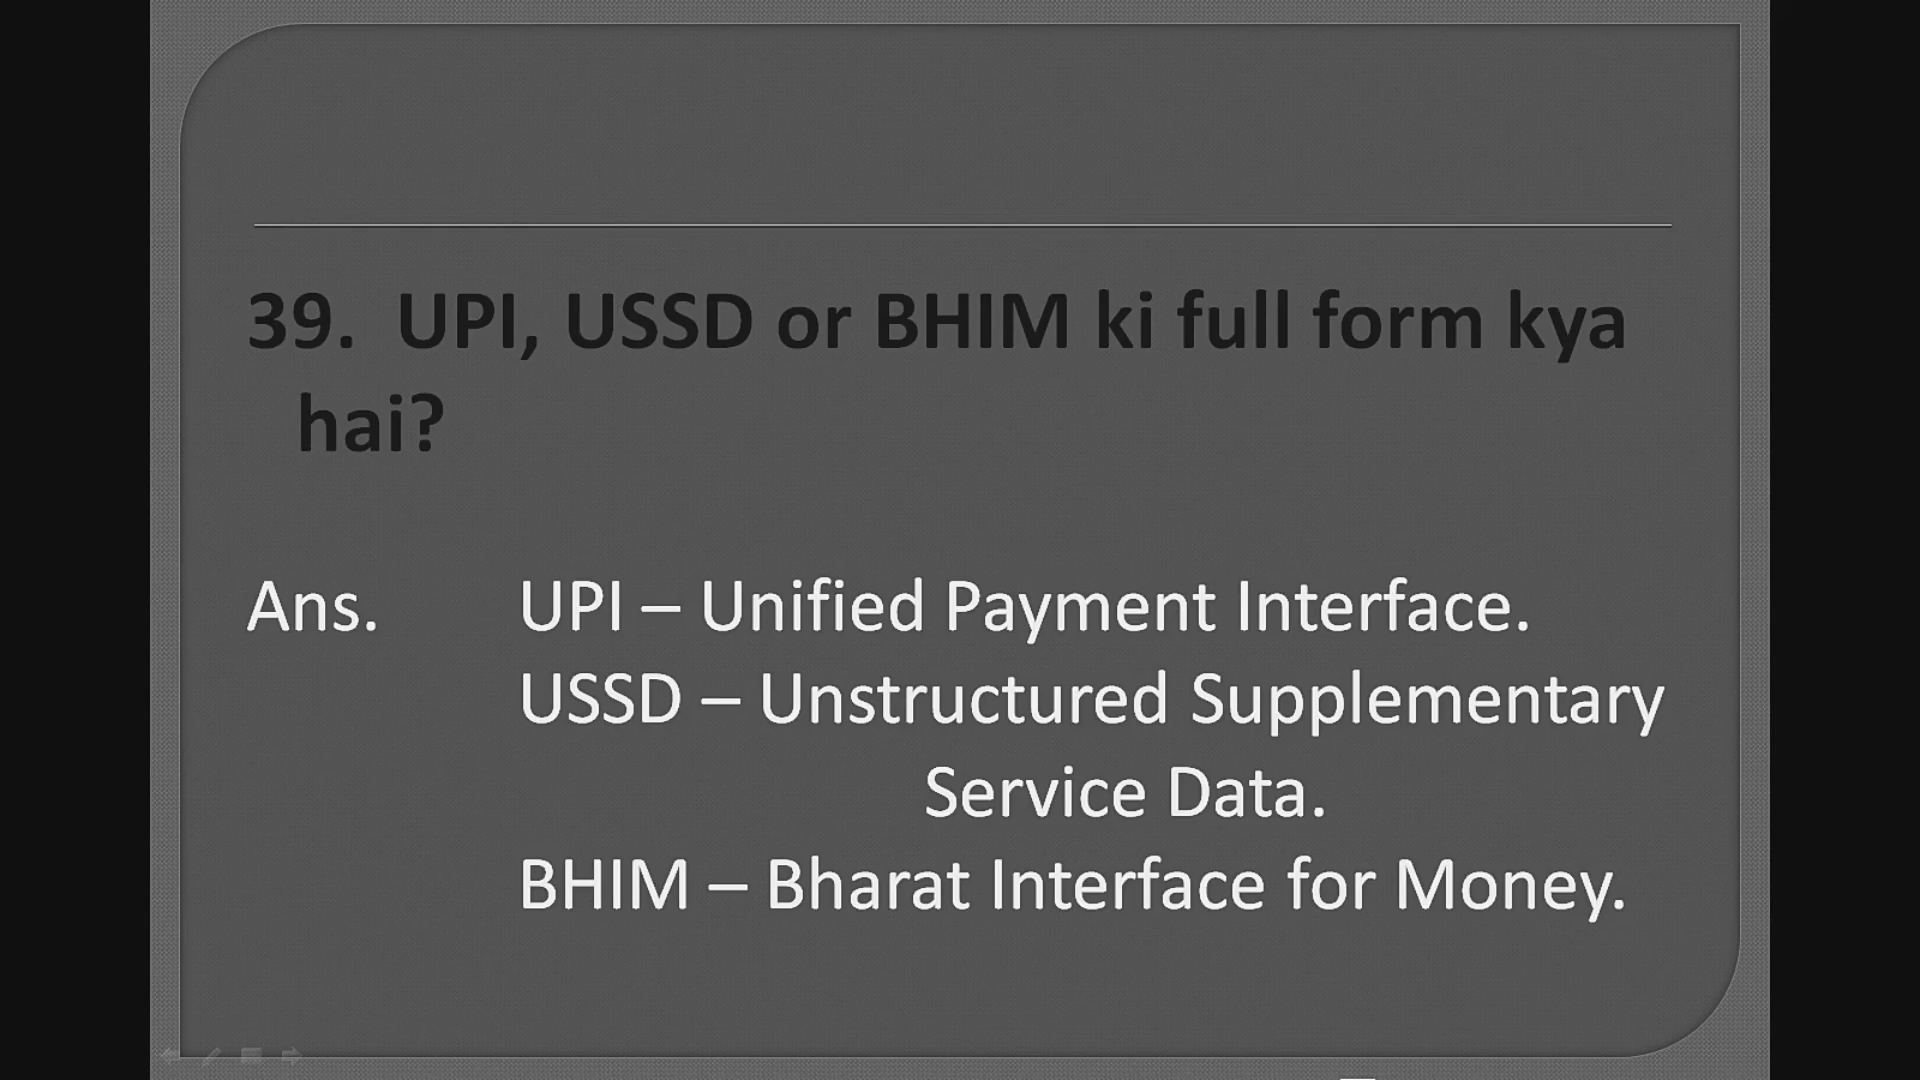 39. UPI, USSD or BHIM ki full form kya
hai?
Ans. UPI – Unified Payment Interface.
USSD – Unstructured Supplementary
Service Data.
BHIM – Bharat Interface for Money.